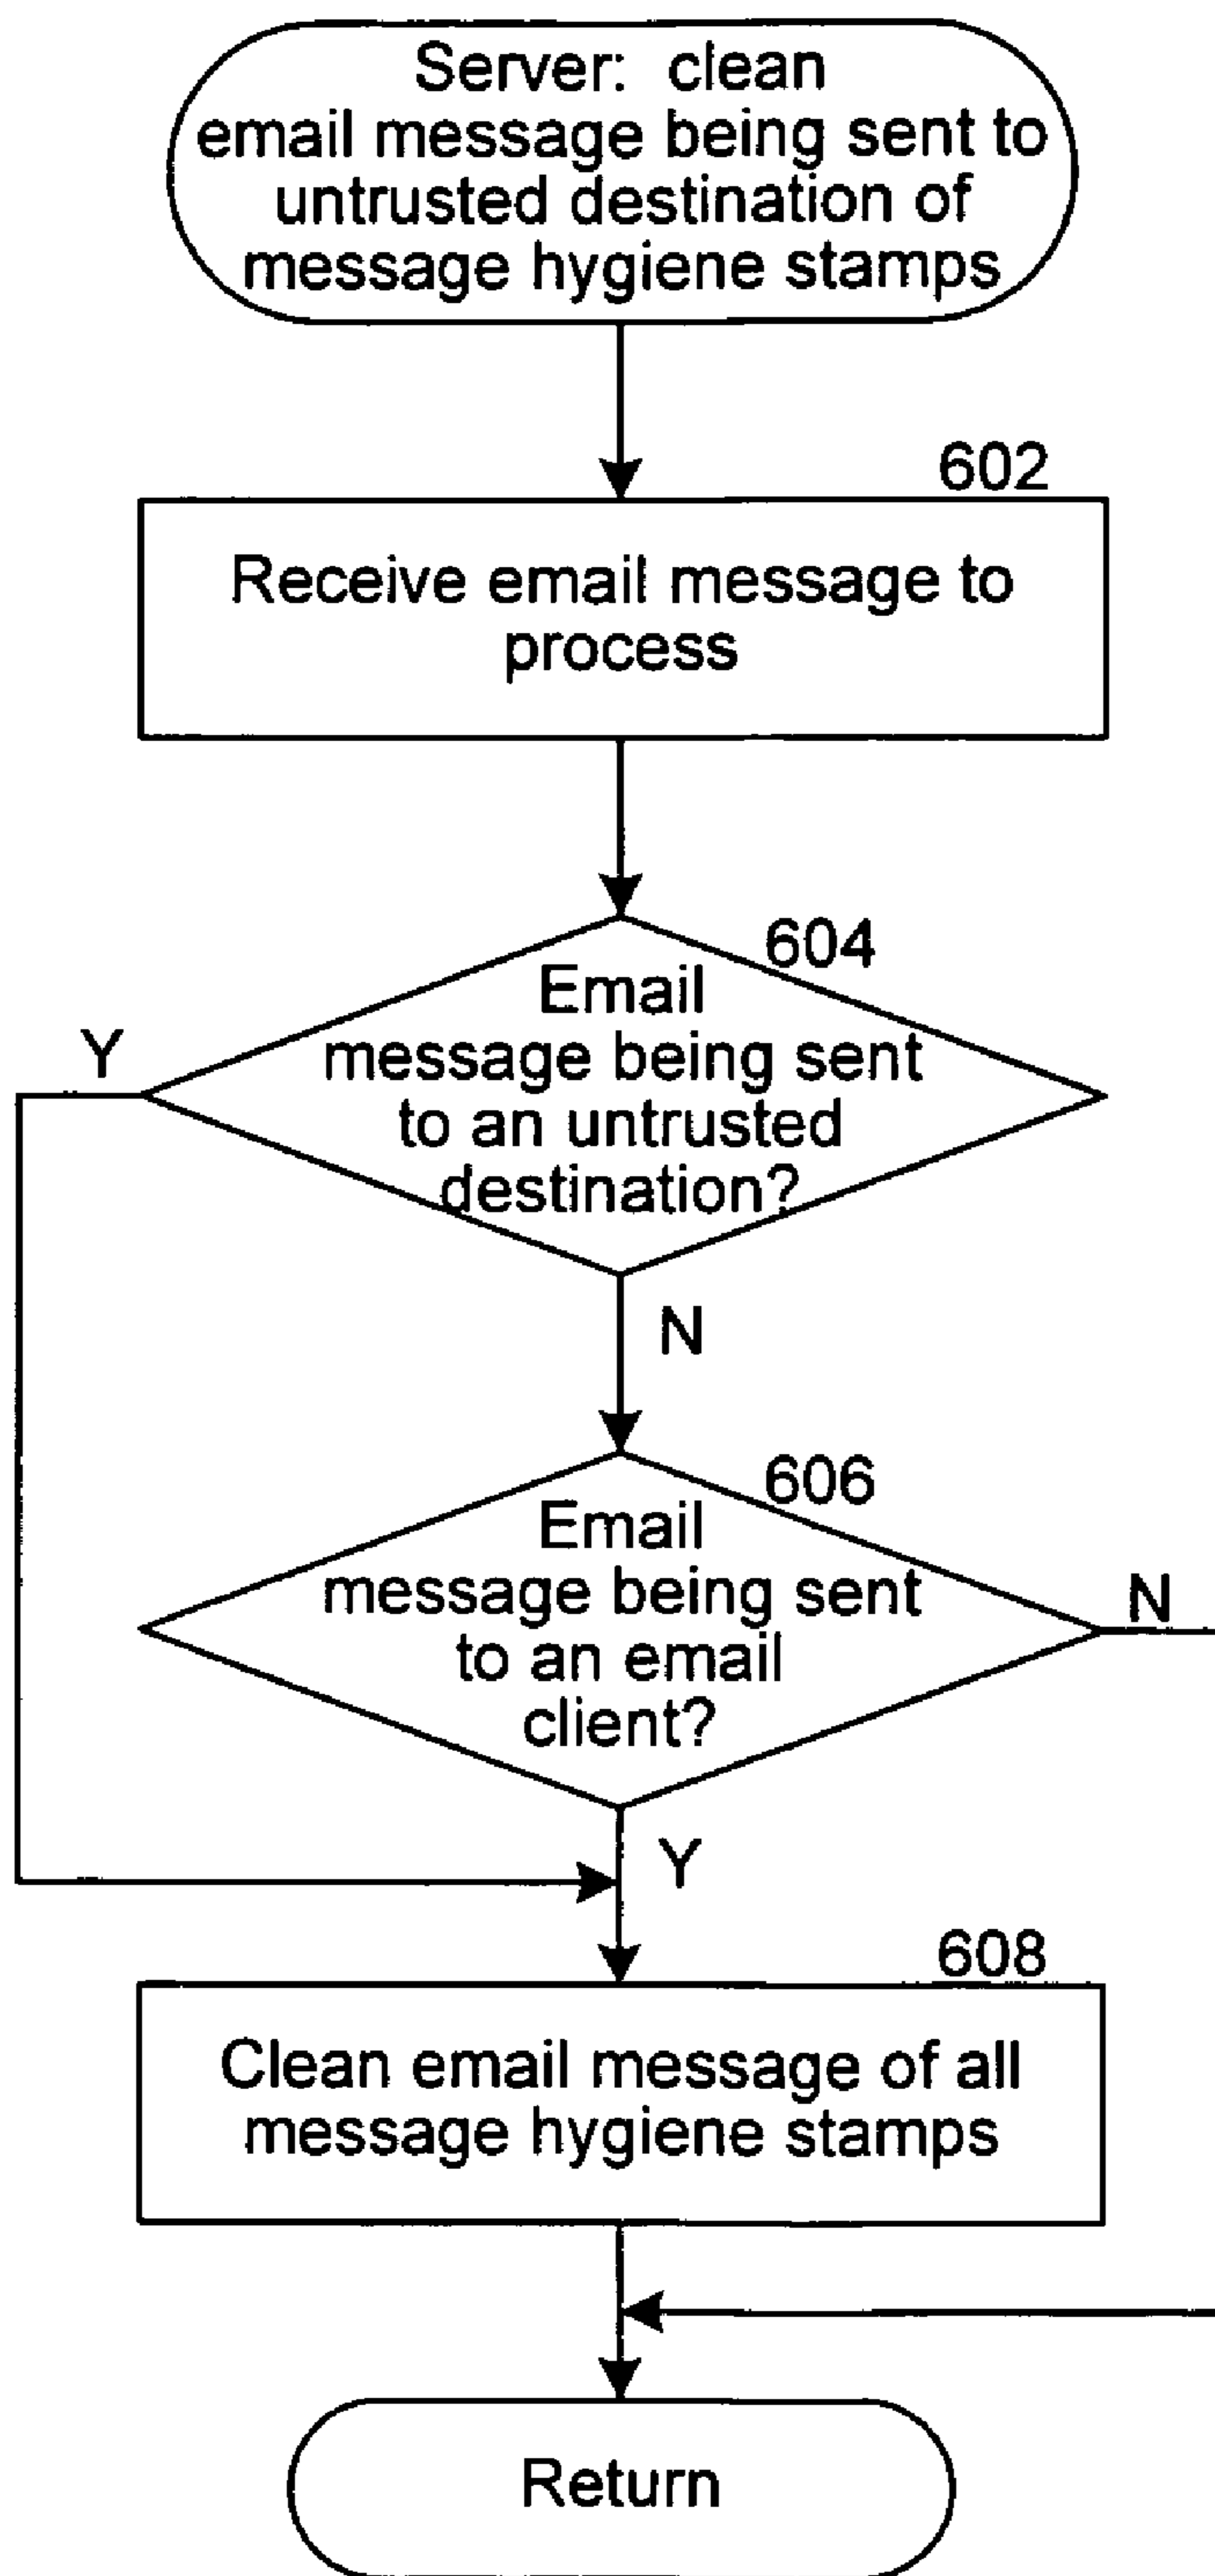 Server: clean
email message being sent to
untrusted destination of
message hygiene stamps
602
Receive email message to
process
604
Email
message being sent
to an untrusted
destination?
Y
N
606
Email
message being sent
to an email
client?
N
Y
608
Clean email message of all
message hygiene stamps
Return